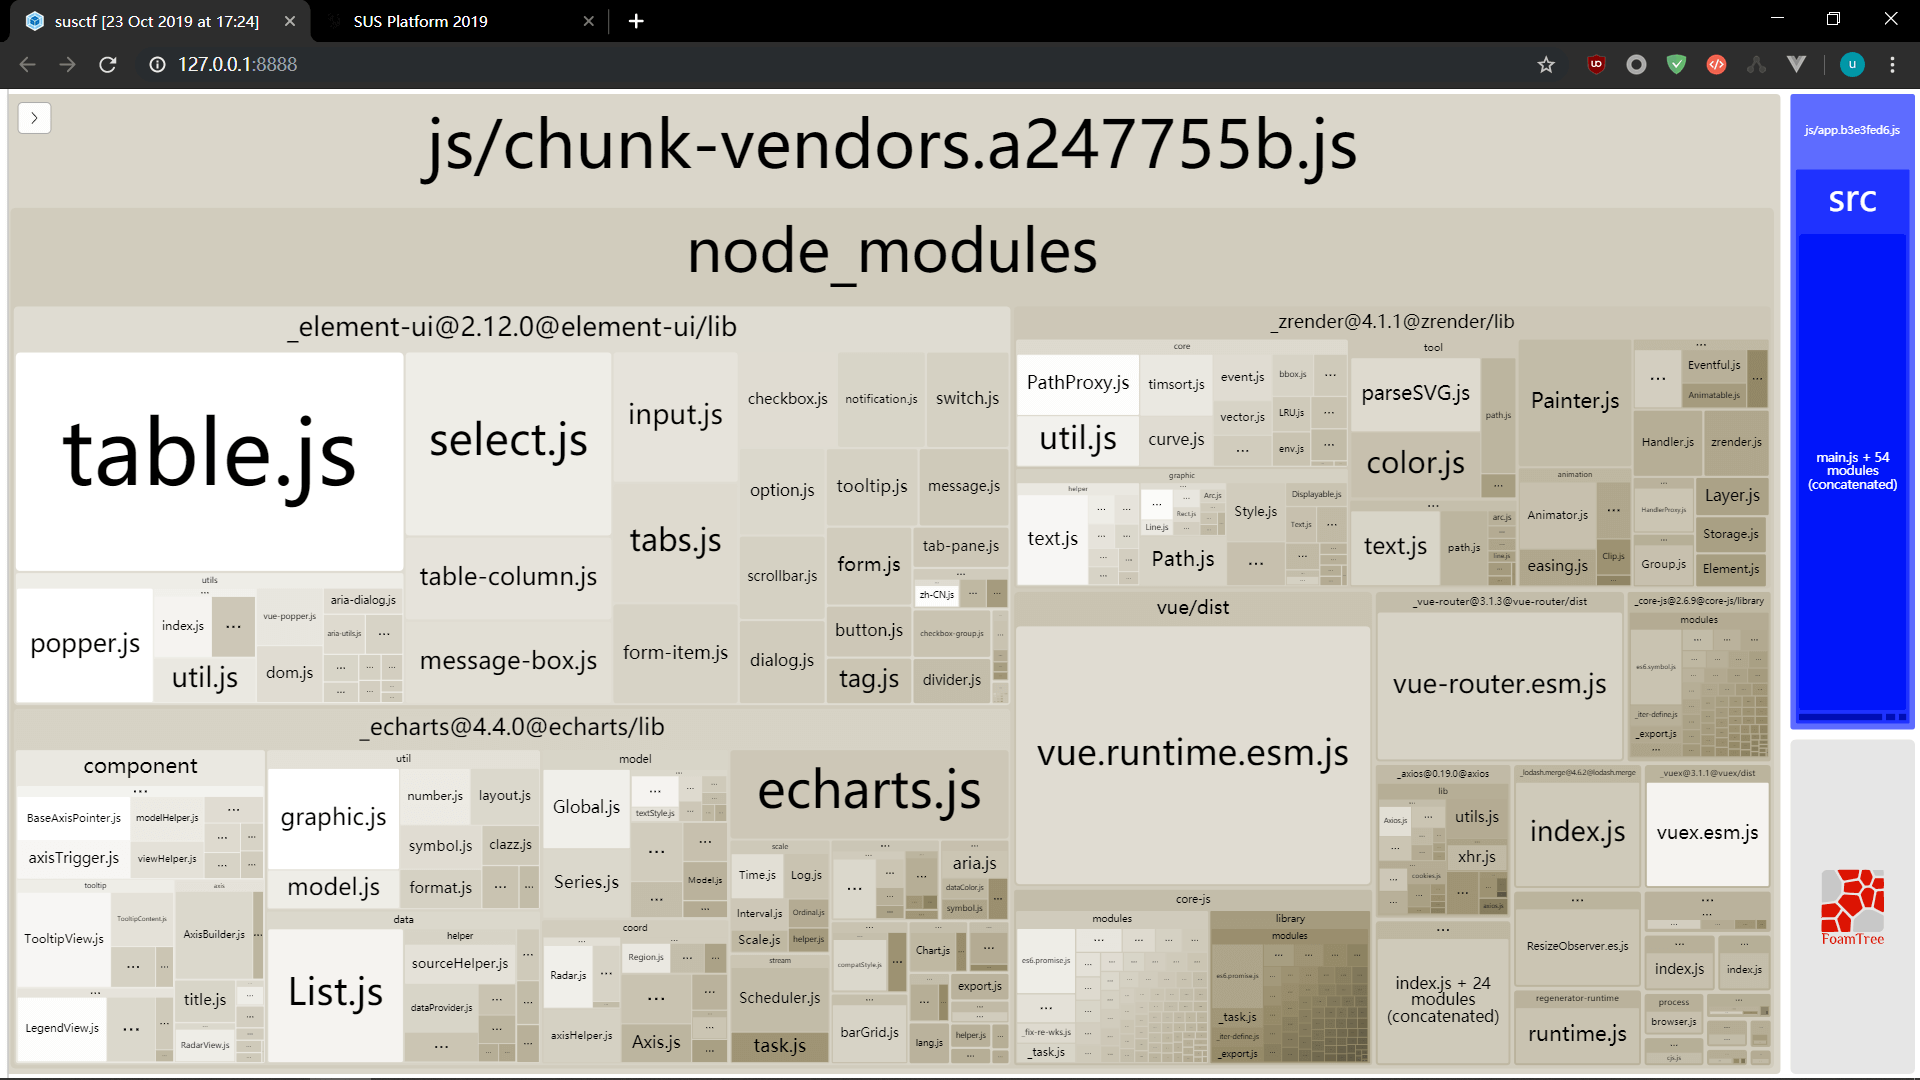 susctf [23 Oct 2019 at 17:24]
SUS Platform 2019
127.0.0.1:8888
js/chunk-vendors.a247755b.js
node_modules
_element-ui@2.12.0@element-ui/lib
table.js
select.js
input.js
checkbox.js
notification.js
switch.js
tabs.js
option.js
tooltip.js
message.js
table-column.js
scrollbar.js
form.js
tab-pane.js
zh-CN.js
message-box.js
form-item.js
dialog.js
button.js
checkbox-group.js
tag.js
divider.js
utils
popper.js
index.js
...
util.js
vue-popper.js
dom.js
aria-dialog.js
aria-utils.js
_echarts@4.4.0@echarts/lib
component
...
BaseAxisPointer.js
modelHelper.js
axisTrigger.js
viewHelper.js
tooltip
TooltipView.js
TooltipContent.js
axis
AxisBuilder.js
LegendView.js
title.js
RadarView.js
util
graphic.js
number.js
layout.js
symbol.js
clazz.js
model.js
format.js
data
List.js
helper
sourceHelper.js
dataProvider.js
model
Global.js
textStyle.js
Series.js
Model.js
coord
Radar.js
Region.js
axisHelper.js
Axis.js
echarts.js
scale
Time.js
Log.js
Interval.js
Ordinal.js
Scale.js
helper.js
stream
Scheduler.js
task.js
aria.js
dataColor.js
symbol.js
compatStyle.js
Chart.js
export.js
barGrid.js
lang.js
helper.js
_zrender@4.1.1@zrender/lib
core
PathProxy.js
timsort.js
event.js
bbox.js
util.js
vector.js
LRU.js
curve.js
env.js
graphic
helper
text.js
Arc.js
Rect.js
Line.js
Path.js
Style.js
Displayable.js
Text.js
tool
parseSVG.js
path.js
color.js
text.js
path.js
arc.js
line.js
Painter.js
animation
Animator.js
easing.js
Clip.js
Eventful.js
Animatable.js
Handler.js
zrender.js
HandlerProxy.js
Layer.js
Storage.js
Group.js
Element.js
vue/dist
vue.runtime.esm.js
_vue-router@3.1.3@vue-router/dist
vue-router.esm.js
_core-js@2.6.9@core-js/library
modules
es6.symbol.js
_iter-define.js
_export.js
core-js
modules
es6.promise.js
_fix-re-wks.js
_task.js
library
modules
es6.promise.js
_task.js
_iter-define.js
_export.js
_axios@0.19.0@axios
lib
Axios.js
utils.js
xhr.js
cookies.js
axios.js
_lodash.merge@4.6.2@lodash.merge
index.js
_vuex@3.1.1@vuex/dist
vuex.esm.js
index.js + 24
modules
(concatenated)
ResizeObserver.es.js
regenerator-runtime
runtime.js
index.js
index.js
process
browser.js
cjs.js
js/app.b3e3fed6.js
src
main.js + 54
modules
(concatenated)
FoamTree